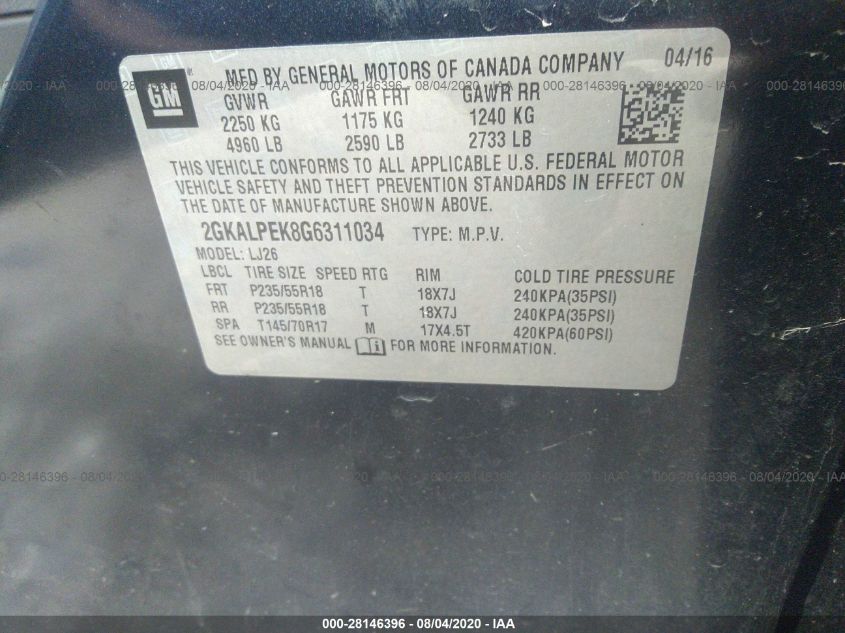 MFD BY GENERAL MOTORS OF CANADA COMPANY 04/16
GM
GVWR GAWR FRT GAWR RR
2250 KG 1175 KG 1240 KG
4960 LB 2590 LB 2733 LB
THIS VEHICLE CONFORMS TO ALL APPLICABLE U.S. FEDERAL MOTOR
VEHICLE SAFETY AND THEFT PREVENTION STANDARDS IN EFFECT ON
THE DATE OF MANUFACTURE SHOWN ABOVE.
2GKALPEK8G6311034 TYPE: M.P.V.
MODEL: LJ26
LBCL TIRE SIZE SPEED RTG RIM COLD TIRE PRESSURE
FRT P235/55R18 T 18X7J 240KPA(35PSI)
RR P235/55R18 T 18X7J 240KPA(35PSI)
SPA T145/70R17 M 17X4.5T 420KPA(60PSI)
SEE OWNER'S MANUAL i FOR MORE INFORMATION.
000-28146396 - 08/04/2020 - IAA